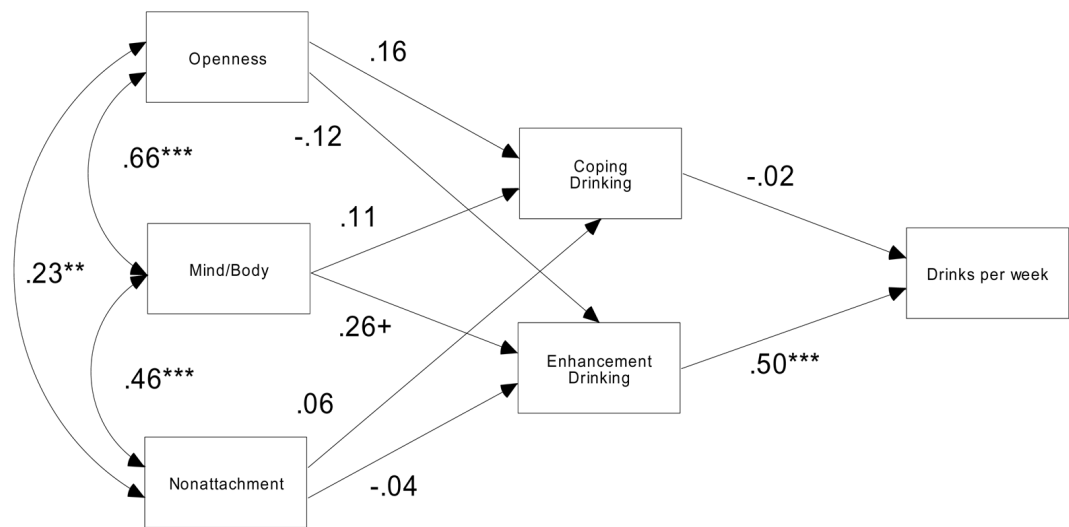 Openness
.16
-.12
.66***
Coping
Drinking
-.02
.11
Mind/Body
.23**
Drinks per week
.26+
Enhancement
Drinking
.50***
.46***
.06
Nonattachment
-.04